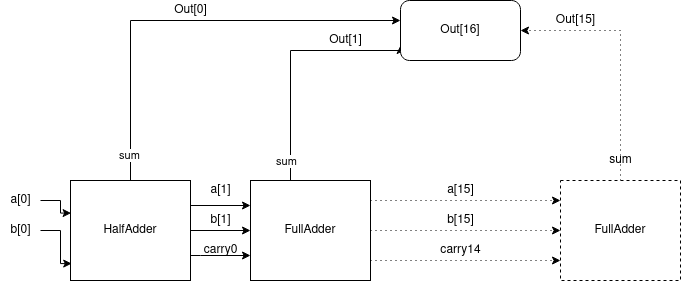 Out[0]
Out[16]
Out[15]
Out[1]
sum
sum
sum
a[0]
b[0]
HalfAdder
a[1]
b[1]
carry0
FullAdder
a[15]
b[15]
carry14
FullAdder